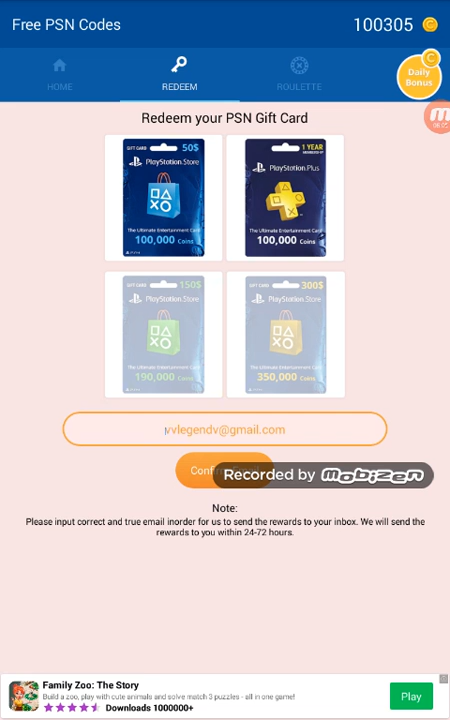 Free PSN Codes
100305
HOME
REDEEM
ROULETTE
Daily
Bonus
Redeem your PSN Gift Card
GIFT CARD 50$
PlayStation Store
The Ultimate Entertainment Card
100,000 Coins
1 YEAR
PlayStation Plus
The Ultimate Entertainment Card
100,000 Coins
GIFT CARD 150$
PlayStation Store
The Ultimate Entertainment Card
190,000 Coins
GIFT CARD 300$
PlayStation Store
The Ultimate Entertainment Card
350,000 Coins
vvlegendv@gmail.com
Recorded by MOBIZEN
Note:
Please input correct and true email inorder for us to send the rewards to your inbox. We will send the
rewards to you within 24-72 hours.
Family Zoo: The Story
Build a zoo, play with cute animals and solve match 3 puzzles - all in one game!
Downloads 1000000+
Play